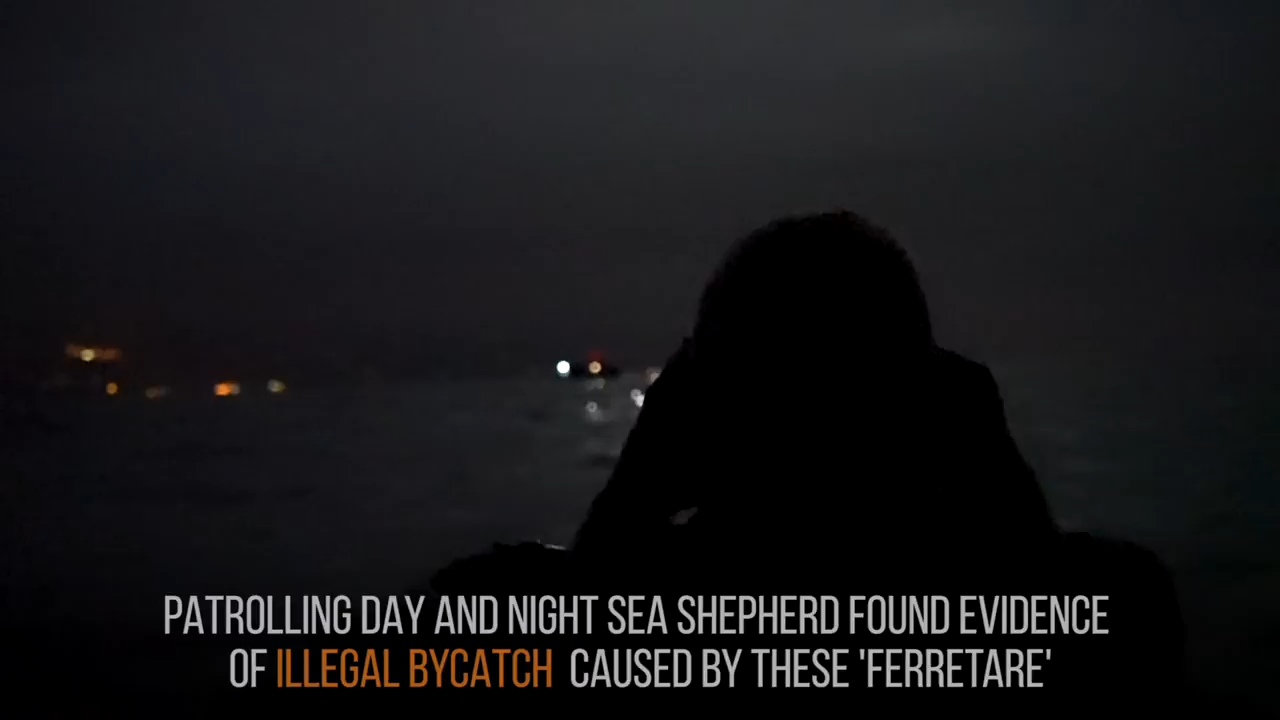 PATROLLING DAY AND NIGHT SEA SHEPHERD FOUND EVIDENCE
OF ILLEGAL BYCATCH CAUSED BY THESE 'FERRETARE'